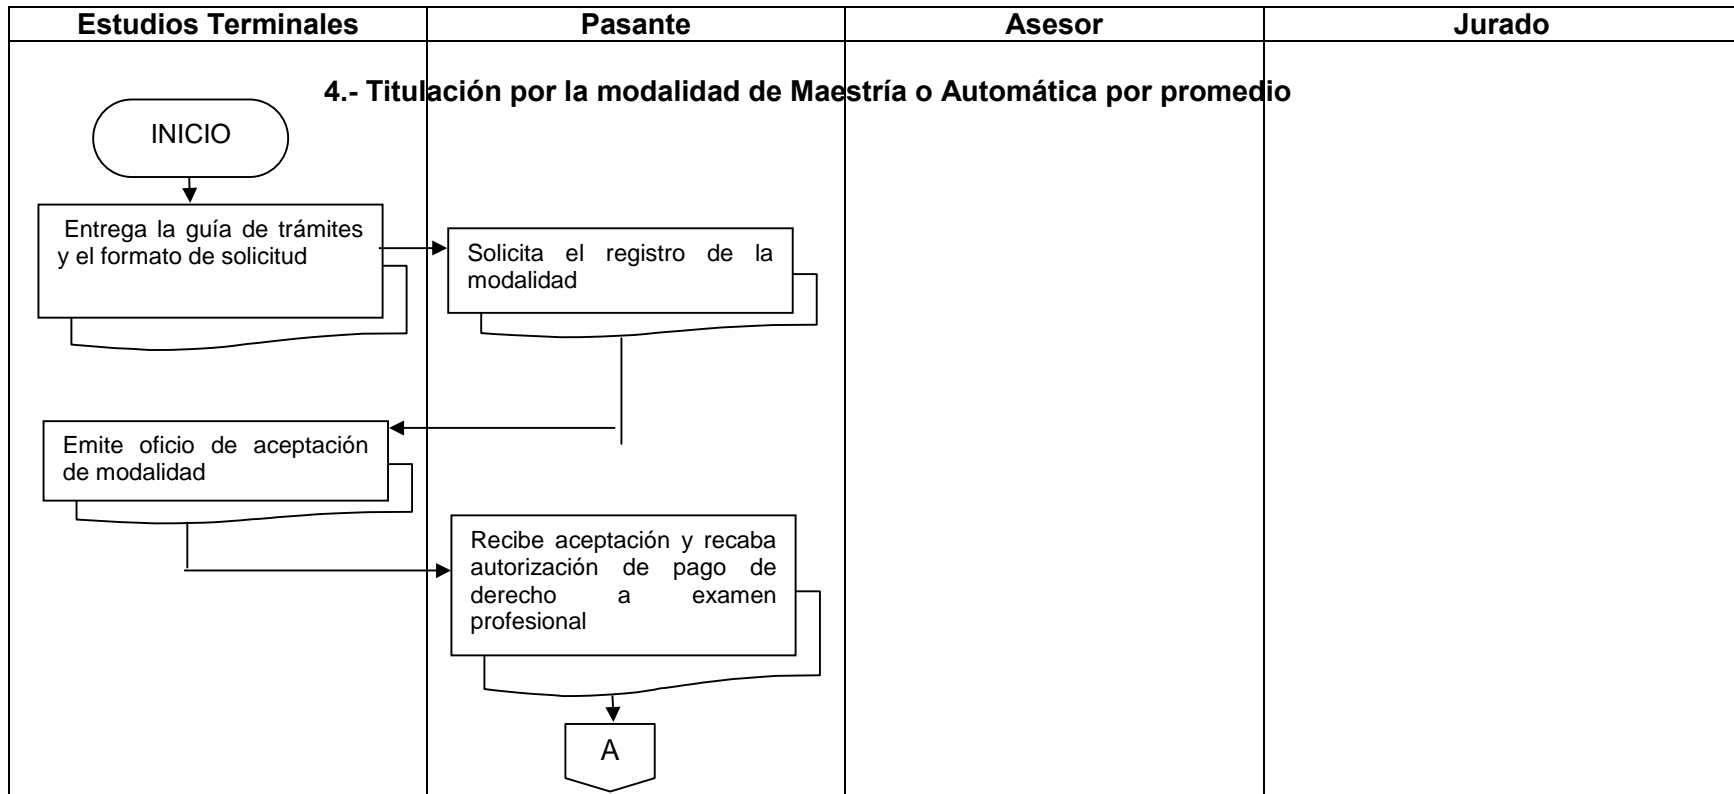 Estudios Terminales
Pasante
Asesor
Jurado
4.- Titulación por la modalidad de Maestría o Automática por promedio
INICIO
Entrega la guía de trámites
y el formato de solicitud
Solicita el registro de la
modalidad
Emite oficio de aceptación
de modalidad
Recibe aceptación y recaba
autorización de pago de
derecho a examen
profesional
A